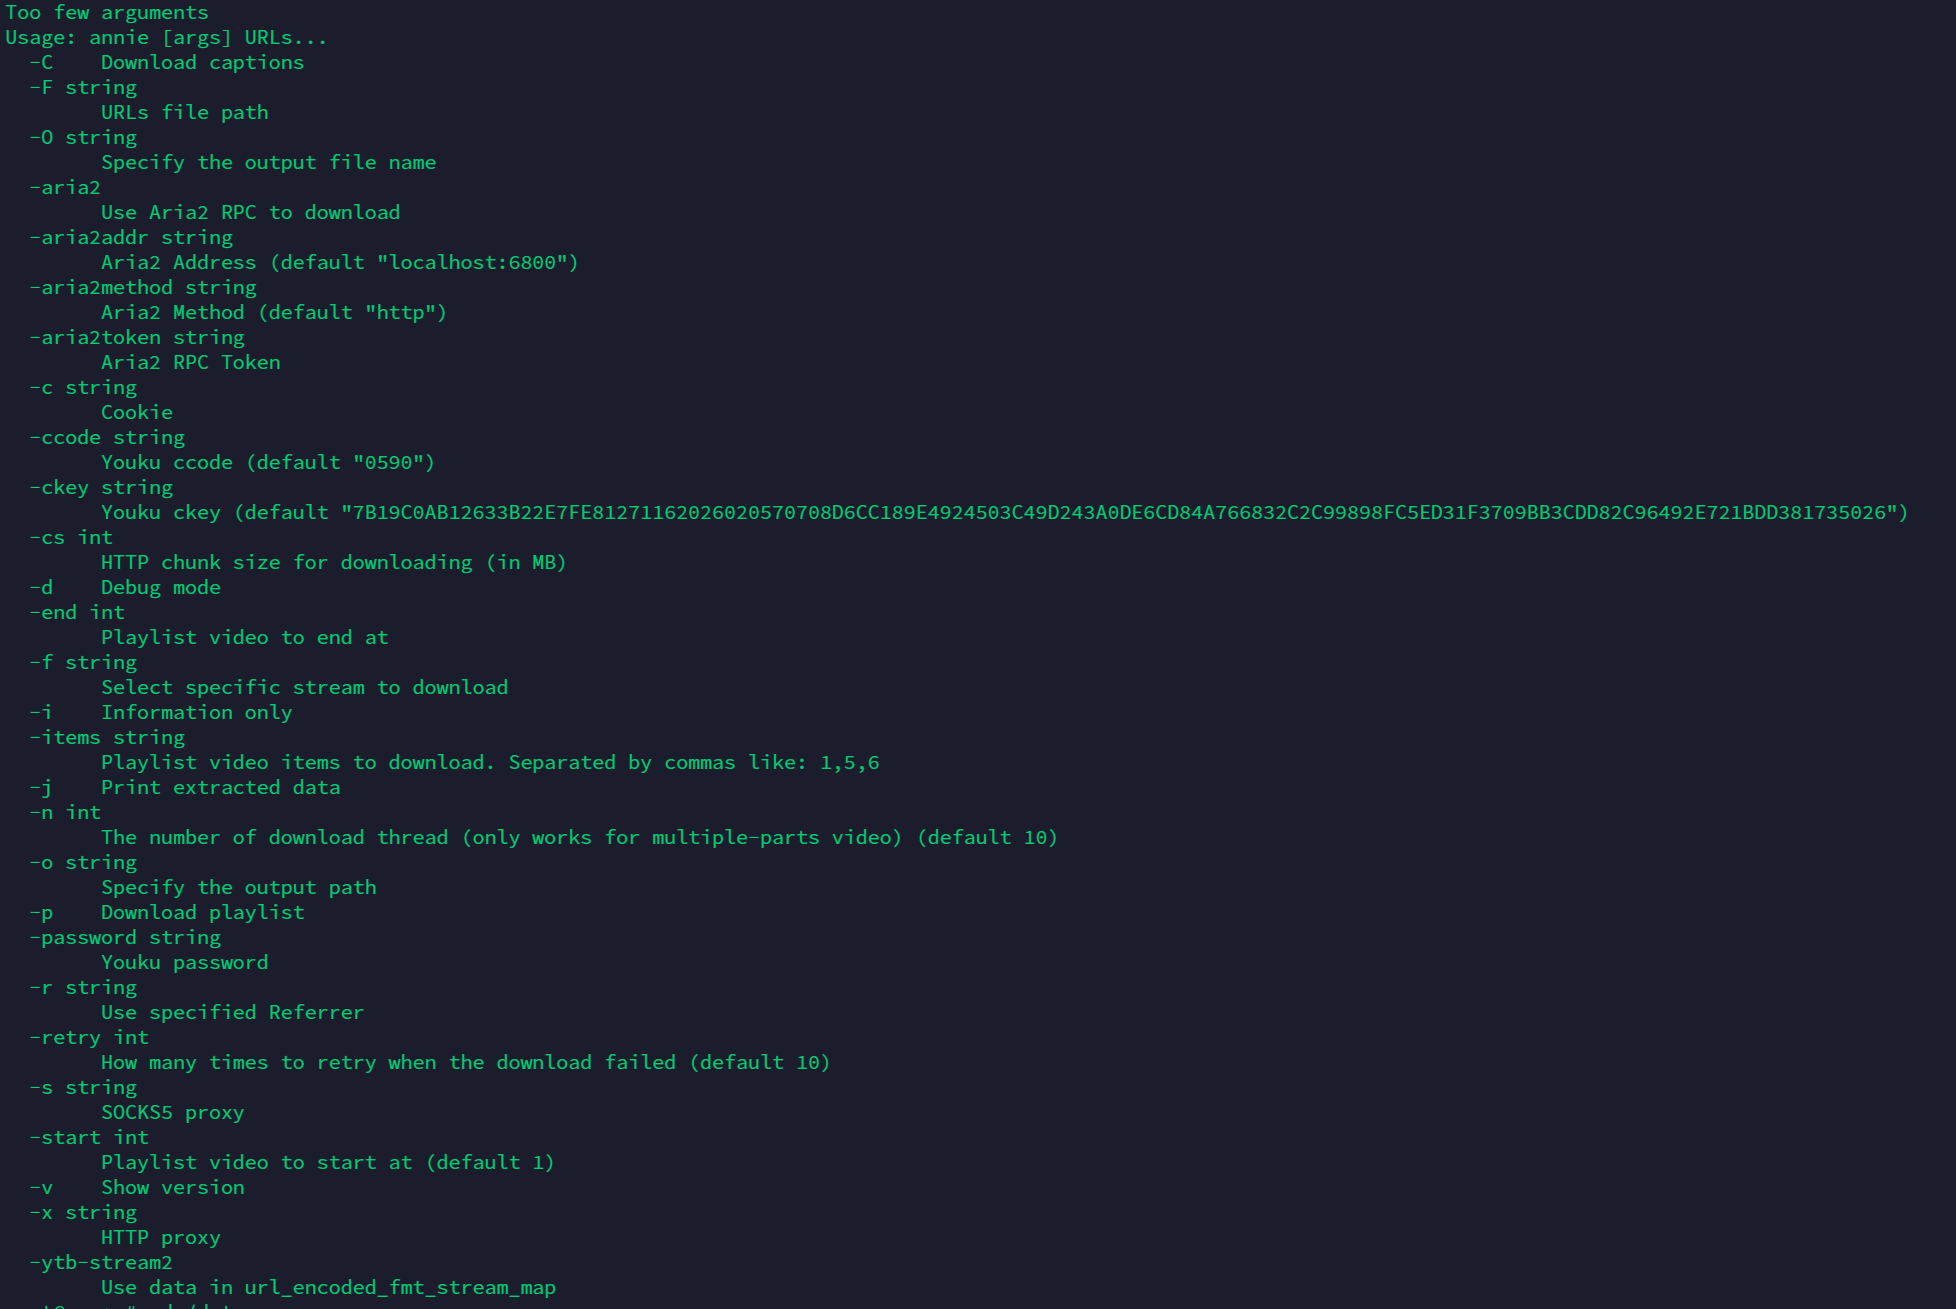 Too few arguments
Usage: annie [args] URLs...
  -C    Download captions
  -F string
        URLs file path
  -O string
        Specify the output file name
  -aria2
        Use Aria2 RPC to download
  -aria2addr string
        Aria2 Address (default "localhost:6800")
  -aria2method string
        Aria2 Method (default "http")
  -aria2token string
        Aria2 RPC Token
  -c string
        Cookie
  -ccode string
        Youku ccode (default "0590")
  -ckey string
        Youku ckey (default "7B19C0AB12633B22E7FE81271162026020570708D6CC189E4924503C49D243A0DE6CD84A766832C2C99898FC5ED31F3709BB3CDD82C96492E721BDD381735026")
  -cs int
        HTTP chunk size for downloading (in MB)
  -d    Debug mode
  -end int
        Playlist video to end at
  -f string
        Select specific stream to download
  -i    Information only
  -items string
        Playlist video items to download. Separated by commas like: 1,5,6
  -j    Print extracted data
  -n int
        The number of download thread (only works for multiple-parts video) (default 10)
  -o string
        Specify the output path
  -p    Download playlist
  -password string
        Youku password
  -r string
        Use specified Referrer
  -retry int
        How many times to retry when the download failed (default 10)
  -s string
        SOCKS5 proxy
  -start int
        Playlist video to start at (default 1)
  -v    Show version
  -x string
        HTTP proxy
  -ytb-stream2
        Use data in url_encoded_fmt_stream_map